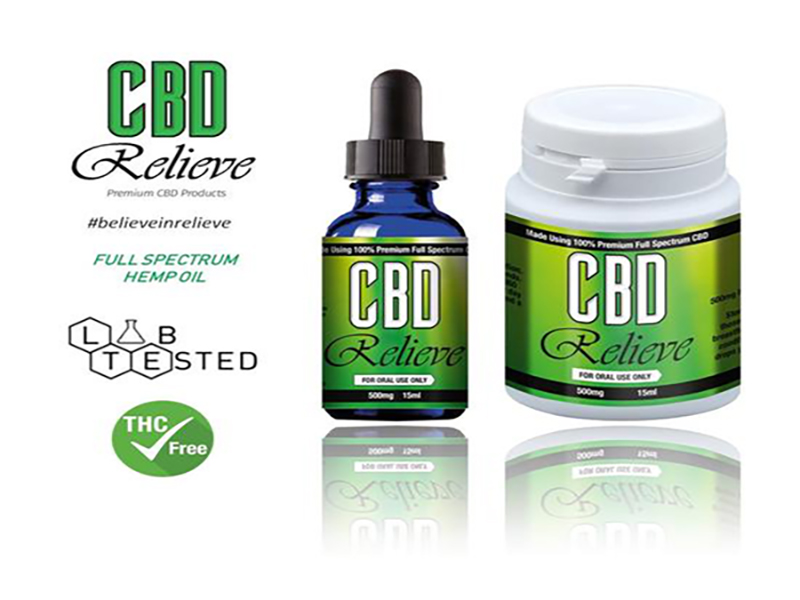 CBD
Relieve
Premium CBD Products
#believeinrelieve
FULL SPECTRUM
HEMP OIL
LAB
TESTED
THC
Free
Made Using 100% Premium Full Spectrum
CBD
Relieve
FOR ORAL USE ONLY
500mg 15ml
Made Using 100% Premium Full Spectrum CBD
CBD
Relieve
FOR ORAL USE ONLY
500mg 15ml
500mg